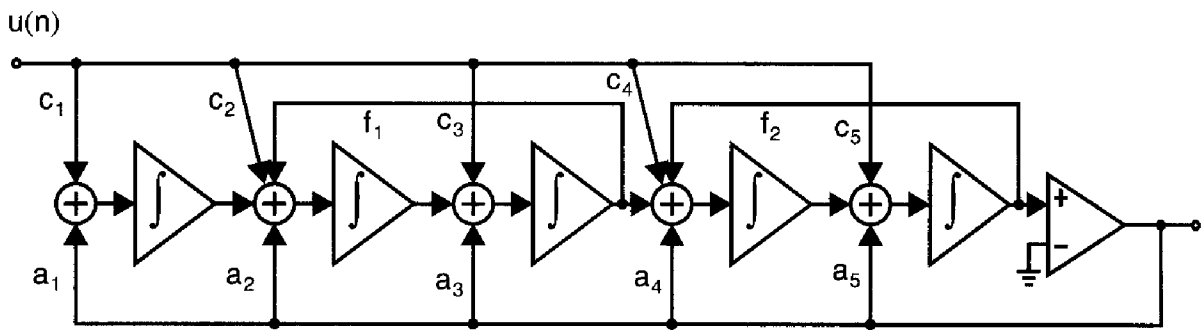 u(n)
c1 c2 f1 c3 c4 f2 c5
∫ ∫ ∫ ∫ ∫
+ + + + + + −
a1 a2 a3 a4 a5